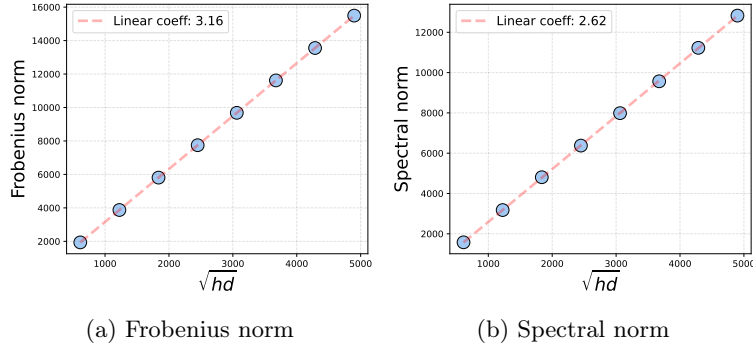 Linear coeff: 3.16
Frobenius norm
16000
14000
12000
10000
8000
6000
4000
2000
1000 2000 3000 4000 5000
√hd
(a) Frobenius norm
Linear coeff: 2.62
Spectral norm
12000
10000
8000
6000
4000
2000
1000 2000 3000 4000 5000
√hd
(b) Spectral norm